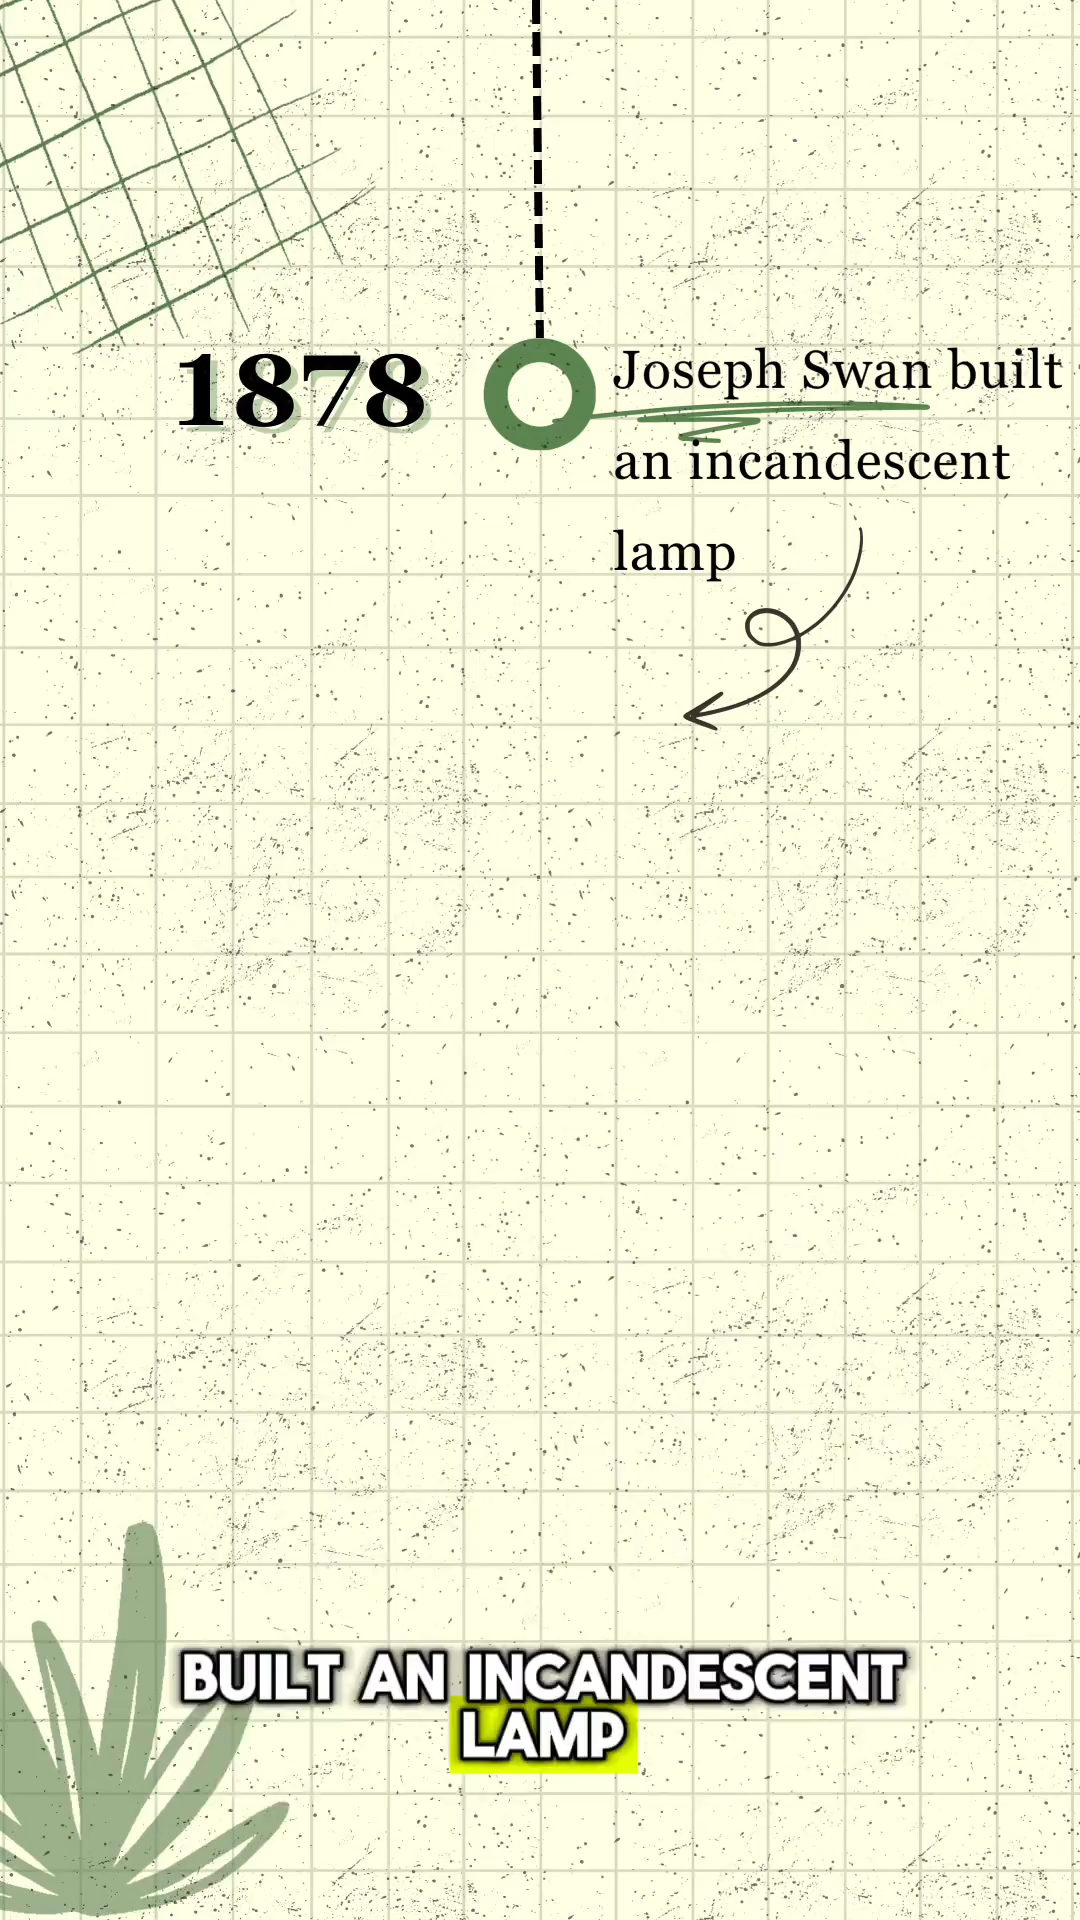 1878
Joseph Swan built
an incandescent
lamp
BUILT AN INCANDESCENT
LAMP